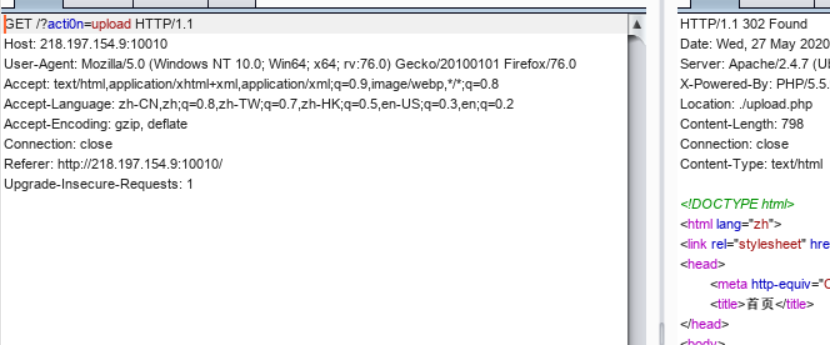 GET /?acti0n=upload HTTP/1.1
Host: 218.197.154.9:10010
User-Agent: Mozilla/5.0 (Windows NT 10.0; Win64; x64; rv:76.0) Gecko/20100101 Firefox/76.0
Accept: text/html,application/xhtml+xml,application/xml;q=0.9,image/webp,*/*;q=0.8
Accept-Language: zh-CN,zh;q=0.8,zh-TW;q=0.7,zh-HK;q=0.5,en-US;q=0.3,en;q=0.2
Accept-Encoding: gzip, deflate
Connection: close
Referer: http://218.197.154.9:10010/
Upgrade-Insecure-Requests: 1
HTTP/1.1 302 Found
Date: Wed, 27 May 2020
Server: Apache/2.4.7 (Ub
X-Powered-By: PHP/5.5.
Location: ./upload.php
Content-Length: 798
Connection: close
Content-Type: text/html
<!DOCTYPE html>
<html lang="zh">
<link rel="stylesheet" hre
<head>
<meta http-equiv="C
<title>首页</title>
</head>
<body>